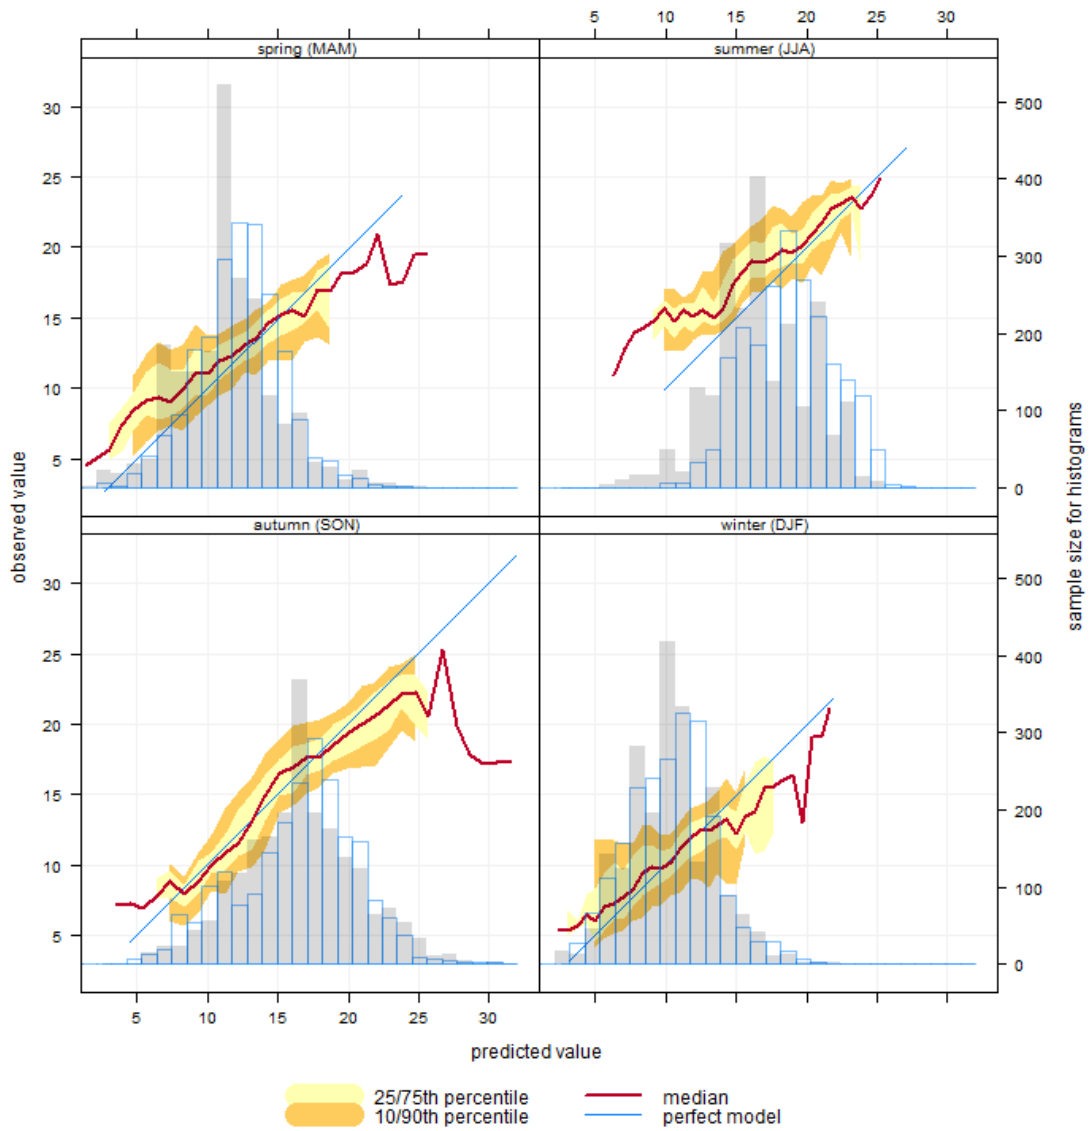 5 10 15 20 25 30
spring (MAM) summer (JJA)
30
25
20
15
10
5
500
400
300
200
100
0
observed value
sample size for histograms
autumn (SON) winter (DJF)
30
25
20
15
10
5
500
400
300
200
100
0
5 10 15 20 25 30
predicted value
25/75th percentile median
10/90th percentile perfect model